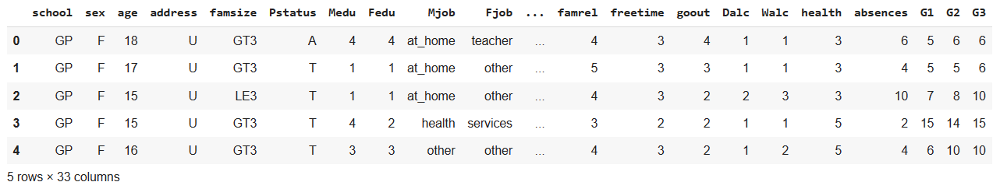 school sex age address famsize Pstatus Medu Fedu Mjob Fjob ... famrel freetime goout Dalc Walc health absences G1 G2 G3
0 GP F 18 U GT3 A 4 4 at_home teacher ... 4 3 4 1 1 3 6 5 6 6
1 GP F 17 U GT3 T 1 1 at_home other ... 5 3 3 1 1 3 4 5 5 6
2 GP F 15 U LE3 T 1 1 at_home other ... 4 3 2 2 3 3 10 7 8 10
3 GP F 15 U GT3 T 4 2 health services ... 3 2 2 1 1 5 2 15 14 15
4 GP F 16 U GT3 T 3 3 other other ... 4 3 2 1 2 5 4 6 10 10
5 rows × 33 columns